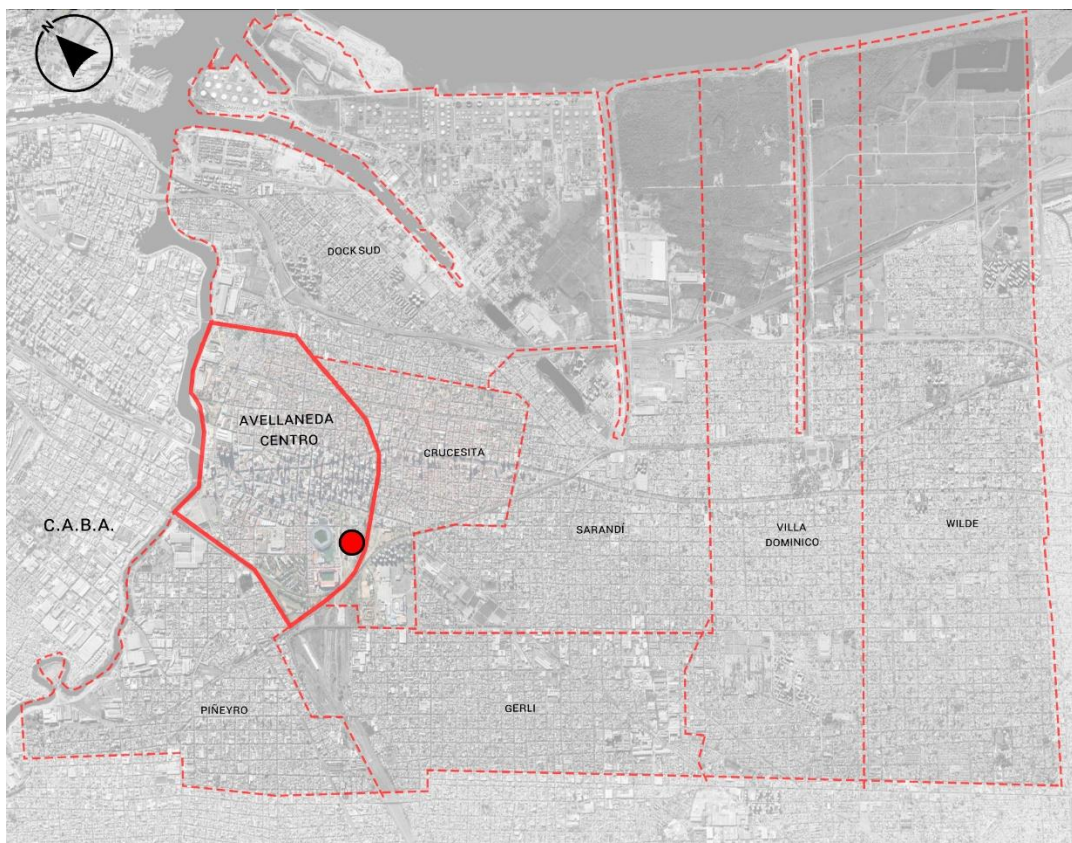 N
DOCK SUD
AVELLANEDA
CENTRO
CRUCESITA
C.A.B.A.
SARANDÍ
VILLA
DOMINICO
WILDE
PIÑEYRO
GERLI